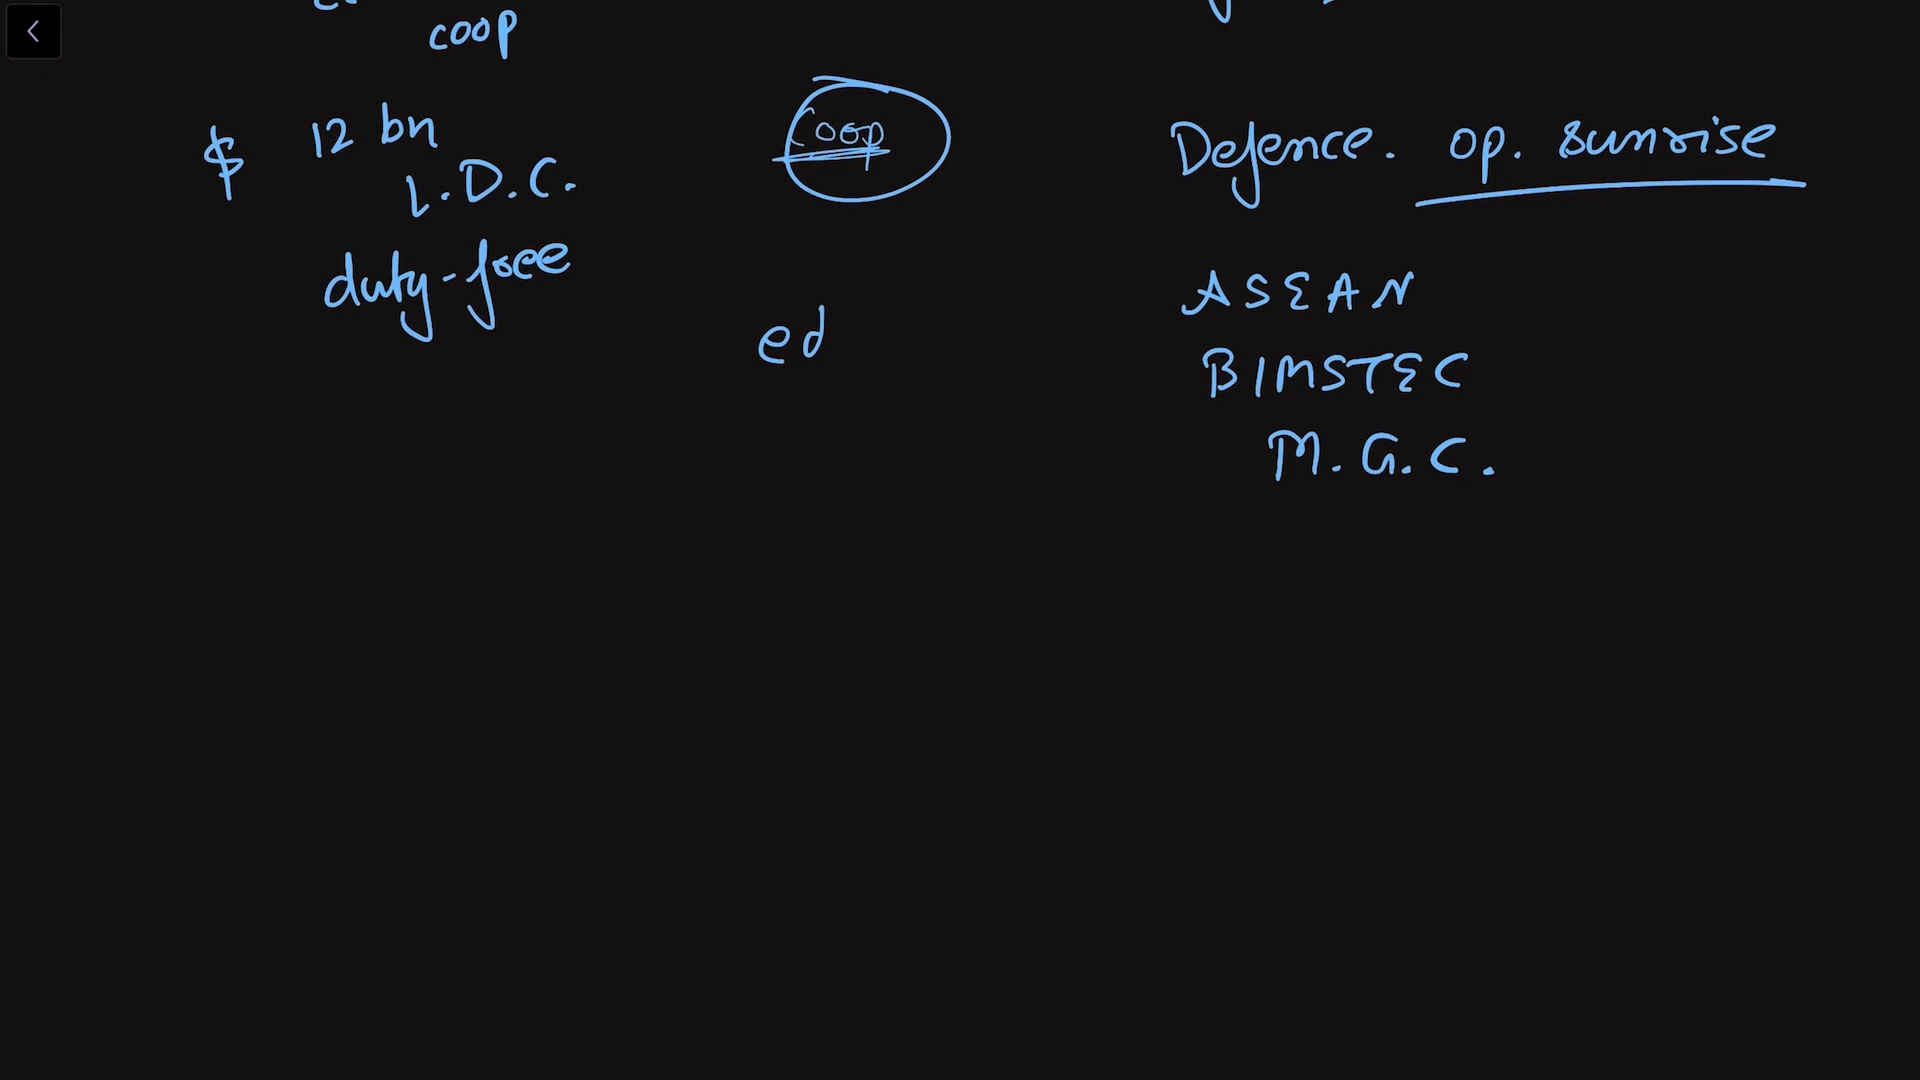 coop
$ 12 bn
L.D.C.
duty-free
Coop
ed
Defence. op. sunrise
ASEAN
BIMSTEC
M.G.C.